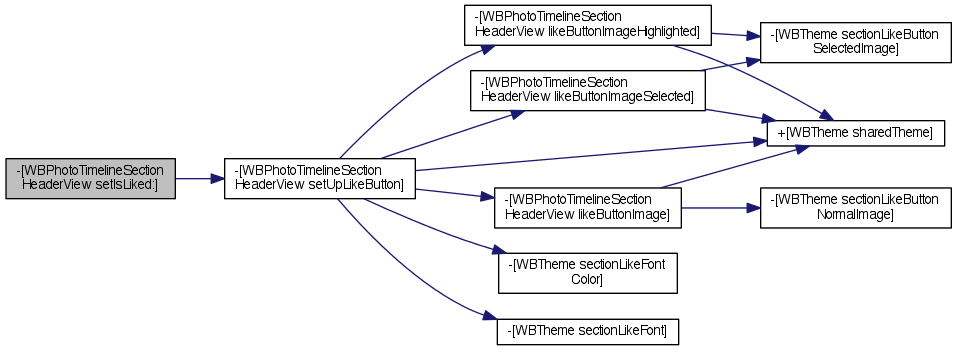 -[WBPhotoTimelineSection
HeaderView setIsLiked:]
-[WBPhotoTimelineSection
HeaderView setUpLikeButton]
-[WBPhotoTimelineSection
HeaderView likeButtonImageHighlighted]
-[WBPhotoTimelineSection
HeaderView likeButtonImageSelected]
-[WBPhotoTimelineSection
HeaderView likeButtonImage]
-[WBTheme sectionLikeFont
Color]
-[WBTheme sectionLikeFont]
-[WBTheme sectionLikeButton
SelectedImage]
+[WBTheme sharedTheme]
-[WBTheme sectionLikeButton
NormalImage]